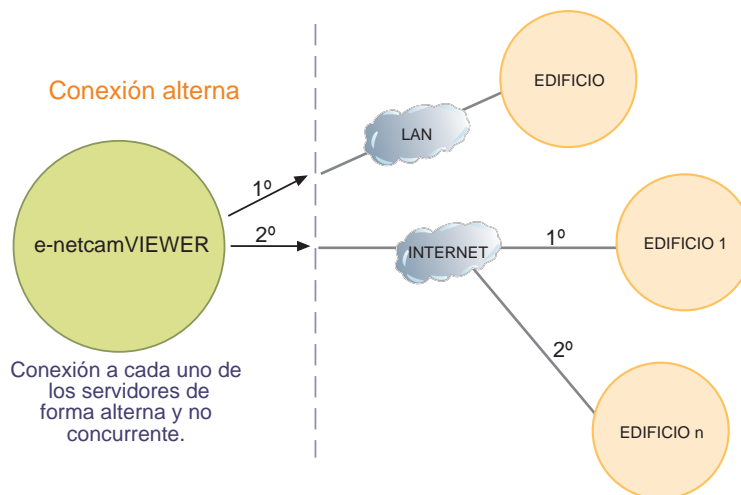 Conexión alterna
e-netcamVIEWER
Conexión a cada uno de
los servidores de
forma alterna y no
concurrente.
1º
2º
LAN
EDIFICIO
INTERNET
1º
EDIFICIO 1
2º
EDIFICIO n